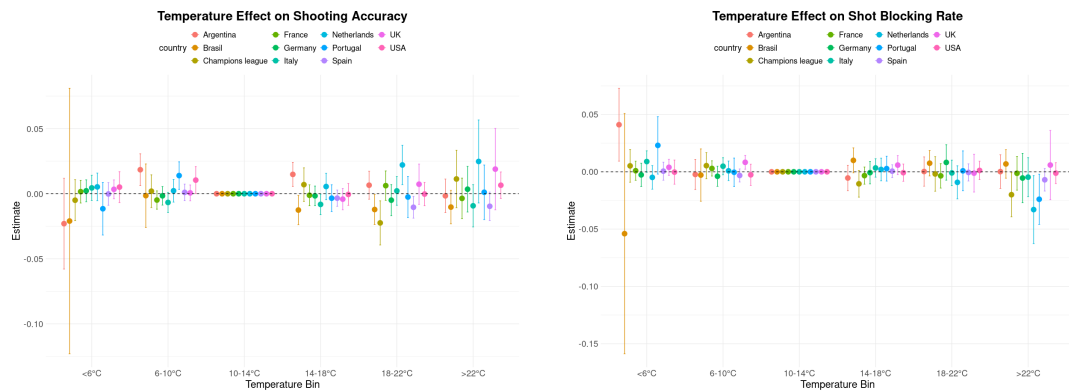 Temperature Effect on Shooting Accuracy
country
Argentina France Netherlands UK
Brasil Germany Portugal USA
Champions league Italy Spain
0.05
0.00
-0.05
-0.10
Estimate
<6°C 6-10°C 10-14°C 14-18°C 18-22°C >22°C
Temperature Bin
Temperature Effect on Shot Blocking Rate
country
Argentina France Netherlands UK
Brasil Germany Portugal USA
Champions league Italy Spain
0.05
0.00
-0.05
-0.10
-0.15
Estimate
<6°C 6-10°C 10-14°C 14-18°C 18-22°C >22°C
Temperature Bin